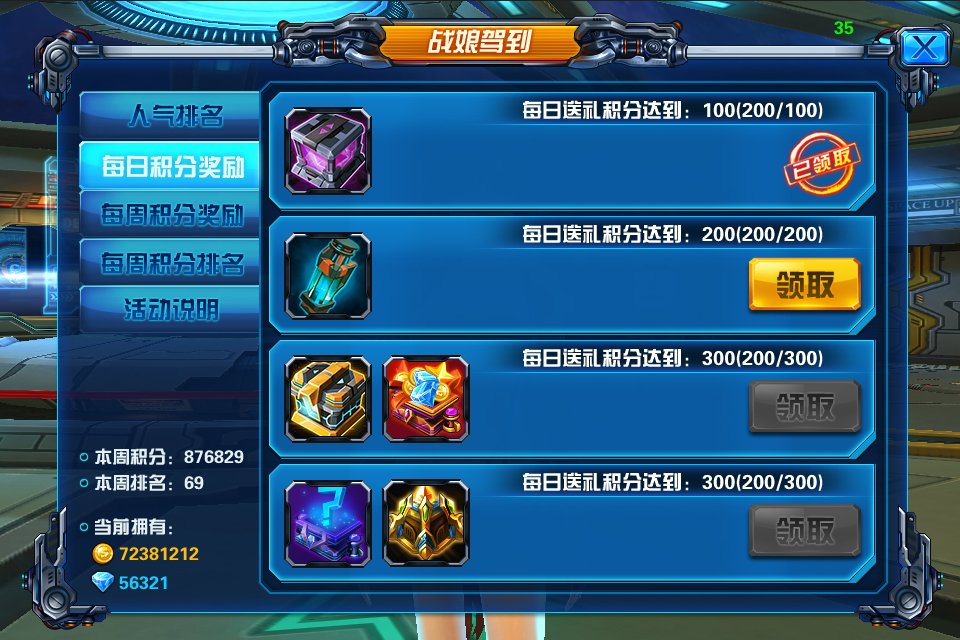 35
战娘驾到
X
人气排名
每日积分奖励
每周积分奖励
每周积分排名
活动说明
每日送礼积分达到：100(200/100)
已领取
每日送礼积分达到：200(200/200)
领取
每日送礼积分达到：300(200/300)
领取
每日送礼积分达到：300(200/300)
领取
本周积分：876829
本周排名：69
当前拥有：
72381212
56321
ACE UP